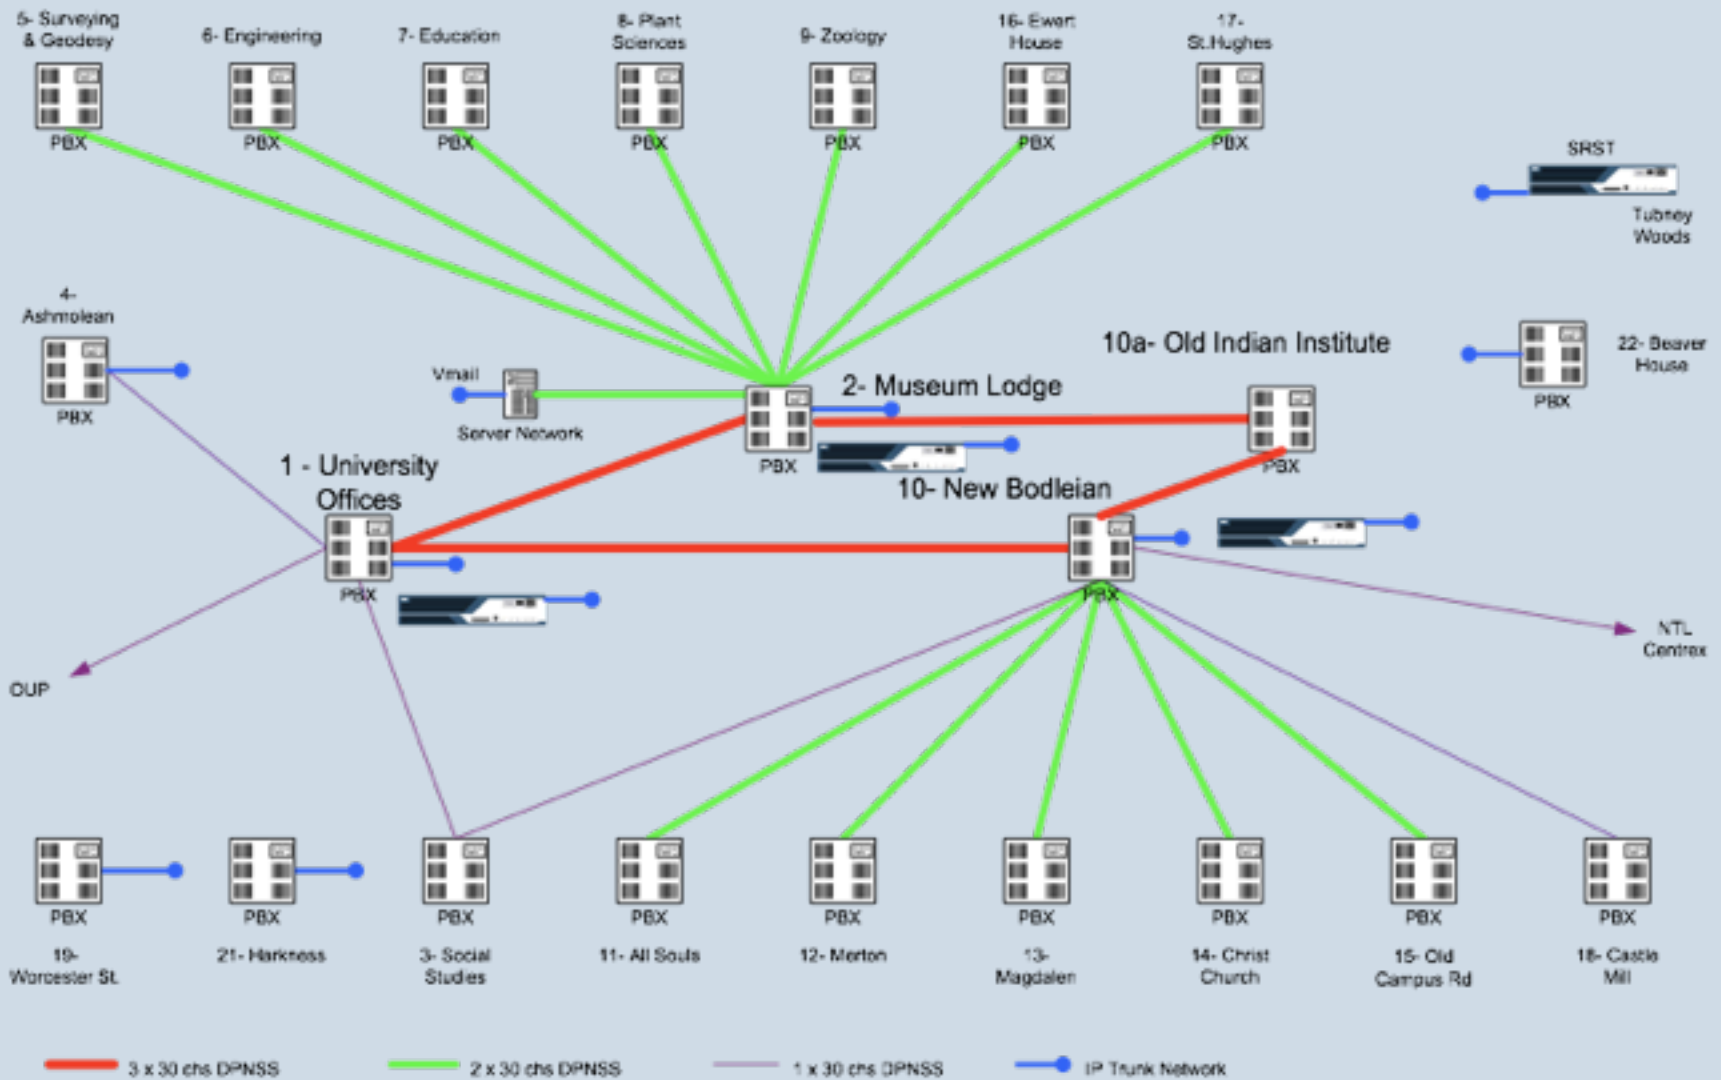 5- Surveying
& Geodesy
6- Engineering
7- Education
8- Plant
Sciences
9- Zoology
16- Ewert
House
17-
St.Hughes
PBX
PBX
PBX
PBX
PBX
PBX
PBX
SRST
Tubney
Woods
4-
Ashmolean
PBX
Vmail
Server Network
2- Museum Lodge
PBX
10a- Old Indian Institute
PBX
22- Beaver
House
PBX
1 - University
Offices
PBX
10- New Bodleian
PBX
OUP
NTL
Centrex
PBX
PBX
PBX
PBX
PBX
PBX
PBX
PBX
PBX
19-
Worcester St.
21- Harkness
3- Social
Studies
11- All Souls
12- Merton
13-
Magdalen
14- Christ
Church
15- Old
Campus Rd
18- Castle
Mill
3 x 30 chs DPNSS
2 x 30 chs DPNSS
1 x 30 chs DPNSS
IP Trunk Network